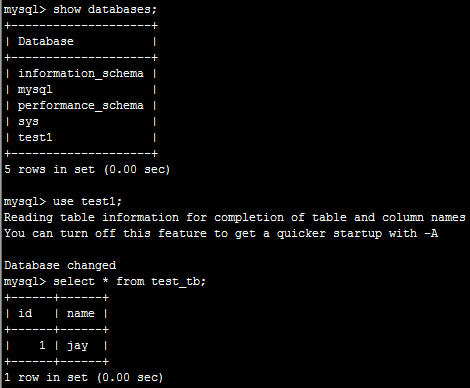 mysql> show databases;
+--------------------+
| Database           |
+--------------------+
| information_schema |
| mysql              |
| performance_schema |
| sys                |
| test1              |
+--------------------+
5 rows in set (0.00 sec)

mysql> use test1;
Reading table information for completion of table and column names
You can turn off this feature to get a quicker startup with -A

Database changed
mysql> select * from test_tb;
+------+------+
| id   | name |
+------+------+
|    1 | jay  |
+------+------+
1 row in set (0.00 sec)